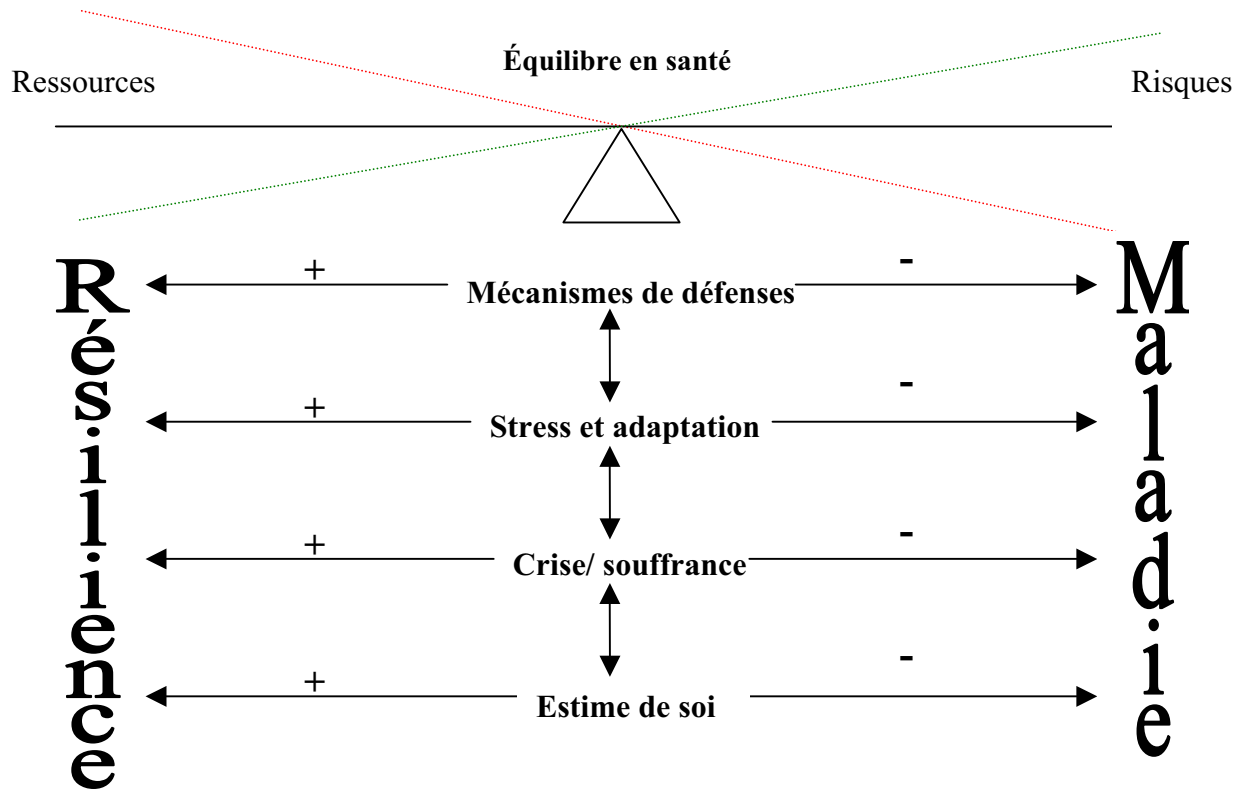 Équilibre en santé
Ressources
Risques
+
-
Mécanismes de défenses
+
-
Stress et adaptation
+
-
Crise/ souffrance
+
-
Estime de soi
Résilience
Maladie